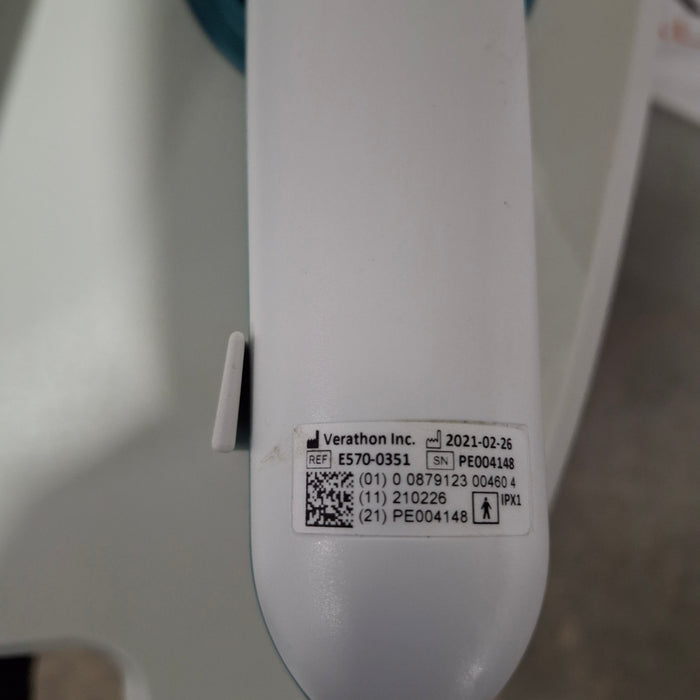 Verathon Inc. 2021-02-26
REF E570-0351 SN PE004148
(01) 0 0879123 00460 4
(11) 210226
IPX1
(21) PE004148